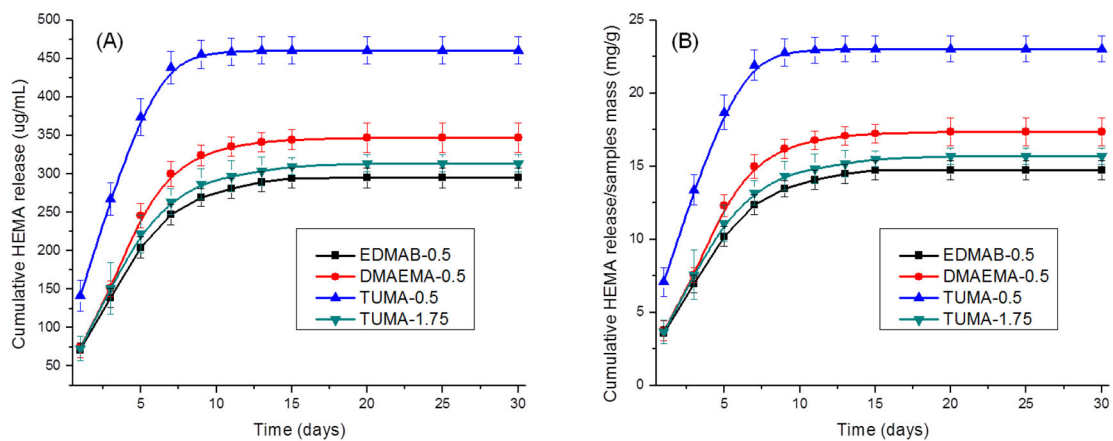 (A)
Cumulative HEMA release (ug/mL)
500
450
400
350
300
250
200
150
100
50
EDMAB-0.5
DMAEMA-0.5
TUMA-0.5
TUMA-1.75
5 10 15 20 25 30
Time (days)
(B)
Cumulative HEMA release/samples mass (mg/g)
25
20
15
10
5
0
EDMAB-0.5
DMAEMA-0.5
TUMA-0.5
TUMA-1.75
5 10 15 20 25 30
Time (days)